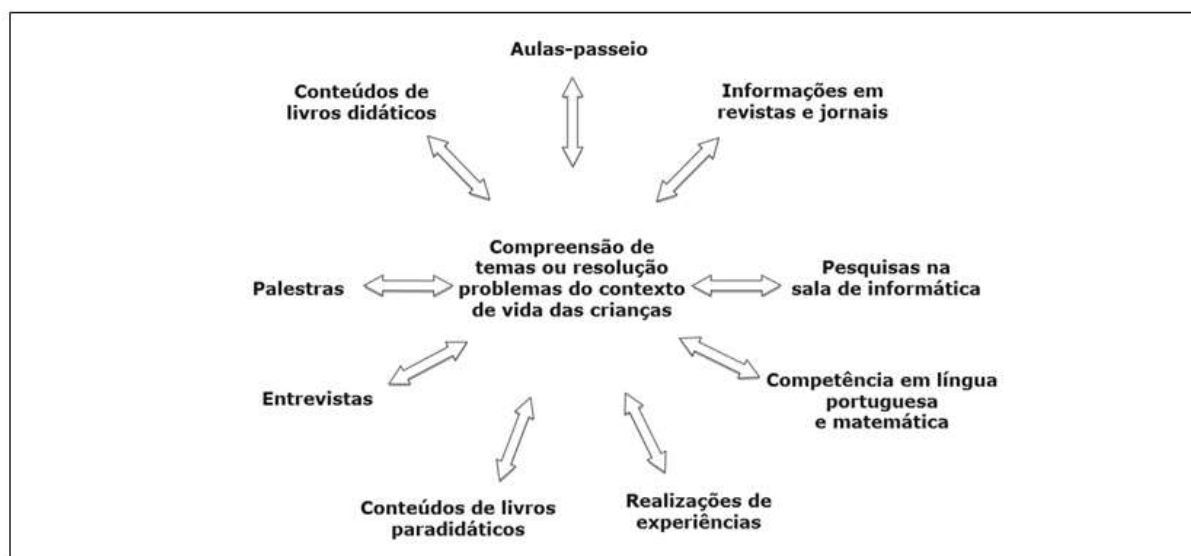 Aulas-passeio
Conteúdos de
livros didáticos
Informações em
revistas e jornais
Compreensão de
temas ou resolução
problemas do contexto
de vida das crianças
Palestras
Pesquisas na
sala de informática
Entrevistas
Competência em língua
portuguesa
e matemática
Conteúdos de livros
paradidáticos
Realizações de
experiências